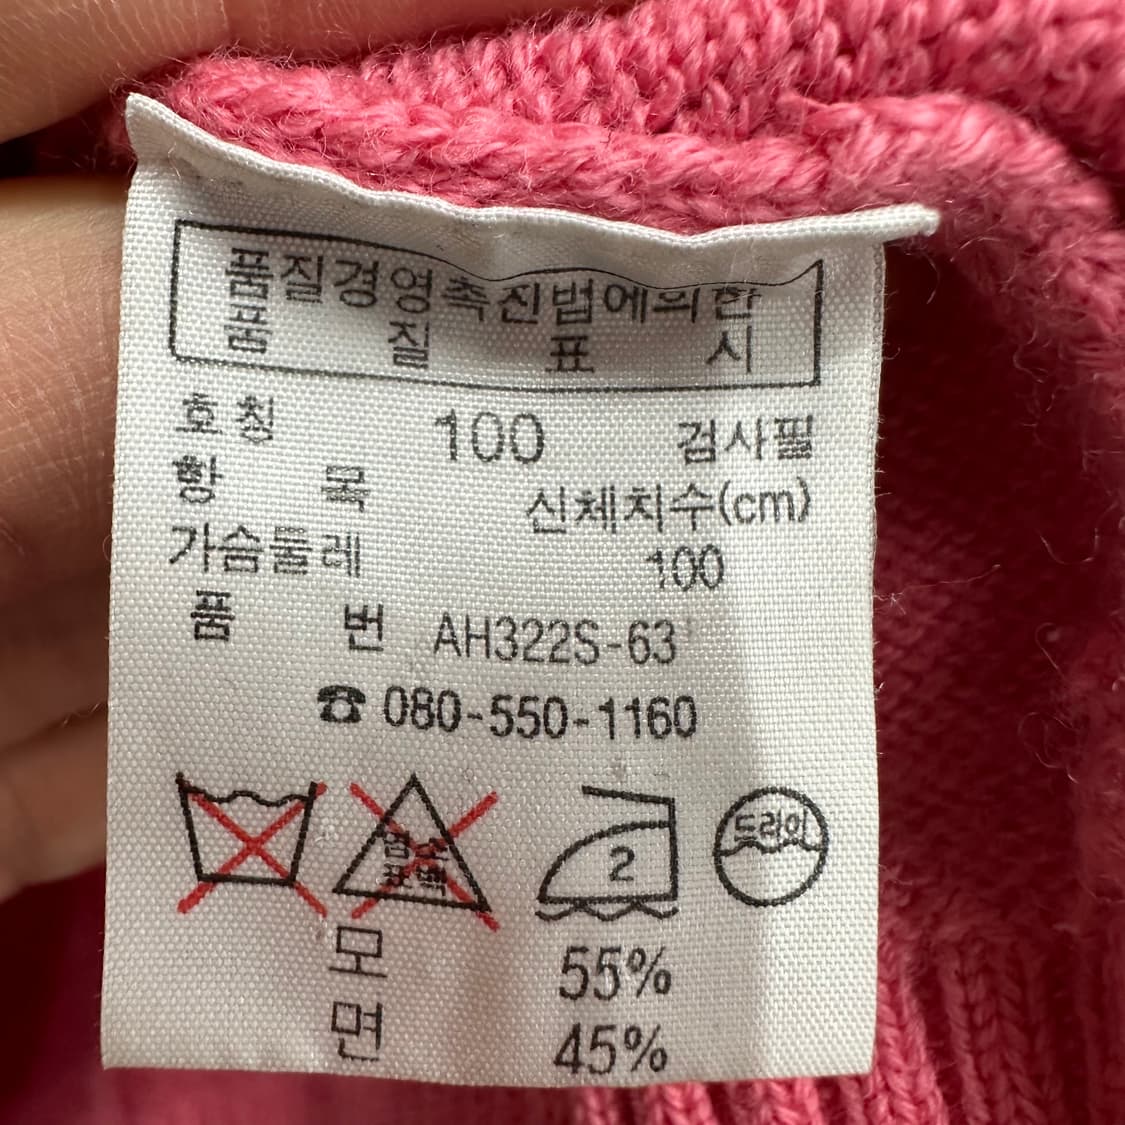 품질경영촉진법에의한
품 질 표 시
호칭 100 검사필
항 목 신체치수(cm)
가슴둘레 100
품 번 AH322S-63
☎ 080-550-1160
2 드라이
모 55%
면 45%